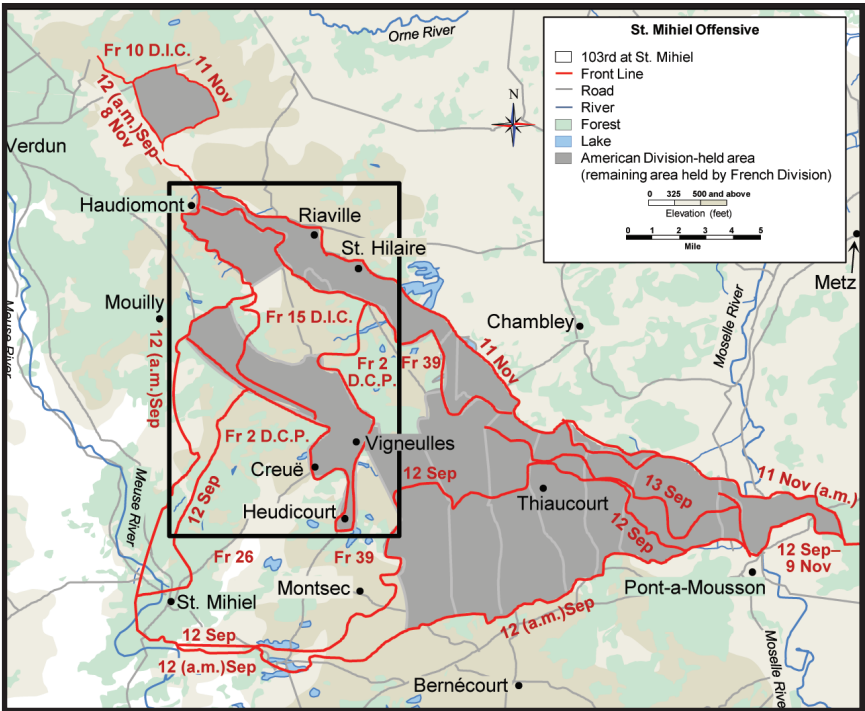 St. Mihiel Offensive
103rd at St. Mihiel
Front Line
Road
River
Forest
Lake
American Division-held area
(remaining area held by French Division)
0 325 500 and above
Elevation (feet)
0 1 2 3 4 5
Mile
Orne River
Fr 10 D.I.C.
11 Nov
12 (a.m.)Sep-
8 Nov
N
Verdun
Haudiomont
Riaville
St. Hilaire
Metz
Mouilly
Meuse River
Fr 15 D.I.C.
Chambley
Moselle River
12 (a.m.)Sep
Fr 2
D.C.P.
Fr 39
11 Nov
Fr 2 D.C.P.
Vigneulles
Creuë
12 Sep
12 Sep
Heudicourt
Thiaucourt
13 Sep
12 Sep
11 Nov (a.m.)
Meuse River
12 Sep–
9 Nov
Fr 26
Fr 39
Montsec
Pont-a-Mousson
St. Mihiel
12 (a.m.)Sep
12 Sep
12 (a.m.)Sep
Bernécourt
Moselle River